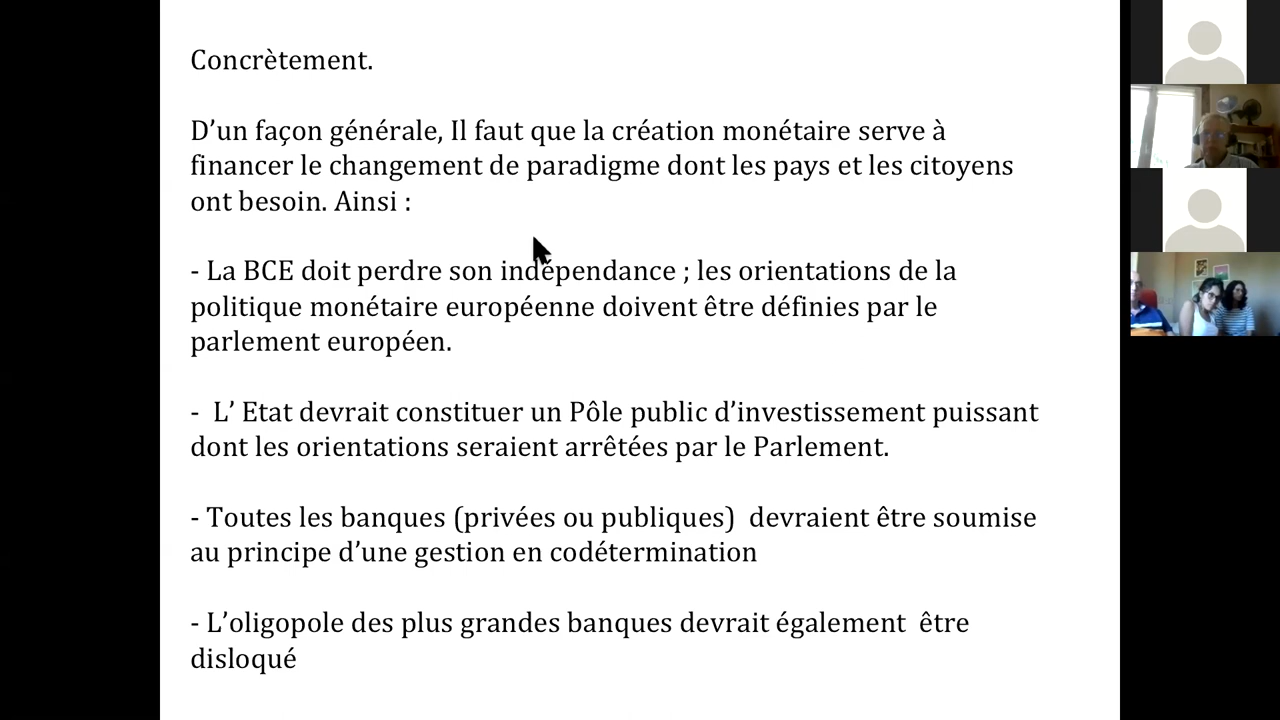 Concrètement.
D’un façon générale, Il faut que la création monétaire serve à
financer le changement de paradigme dont les pays et les citoyens
ont besoin. Ainsi :
- La BCE doit perdre son indépendance ; les orientations de la
politique monétaire européenne doivent être définies par le
parlement européen.
-  L’ Etat devrait constituer un Pôle public d’investissement puissant
dont les orientations seraient arrêtées par le Parlement.
- Toutes les banques (privées ou publiques)  devraient être soumise
au principe d’une gestion en codétermination
- L’oligopole des plus grandes banques devrait également  être
disloqué